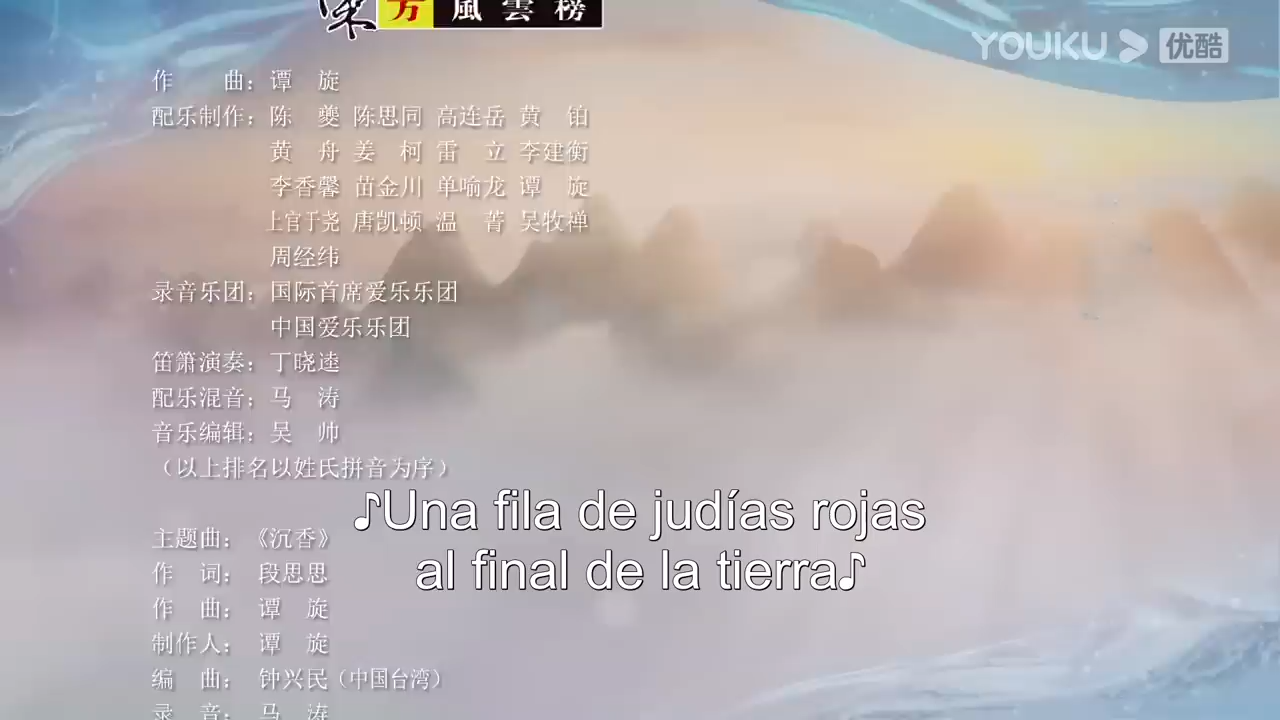 方 風雲榜
YOUKU 优酷
作 曲：谭 旋
配乐制作：陈 夔 陈思同 高连岳 黄 铂
黄 舟 姜 柯 雷 立 李建衡
李香馨 苗金川 单喻龙 谭 旋
上官于尧 唐凯顿 温 菁 吴牧禅
周经纬
录音乐团：国际首席爱乐乐团
中国爱乐乐团
笛箫演奏：丁晓逵
配乐混音：马 涛
音乐编辑：吴 帅
（以上排名以姓氏拼音为序）
♪Una fila de judías rojas
al final de la tierra♪
主题曲：《沉香》
作 词：段思思
作 曲：谭 旋
制作人：谭 旋
编 曲：钟兴民（中国台湾）
录 音：马 涛